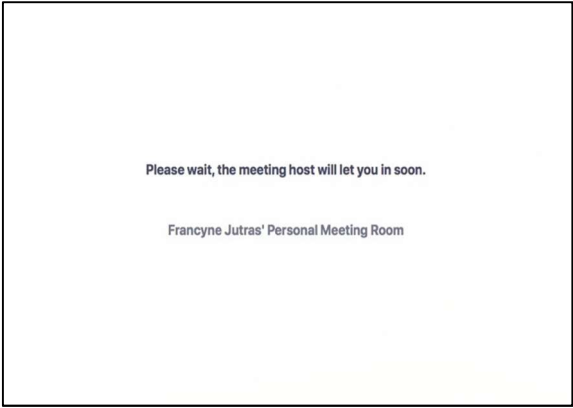 Please wait, the meeting host will let you in soon.
Francyne Jutras' Personal Meeting Room